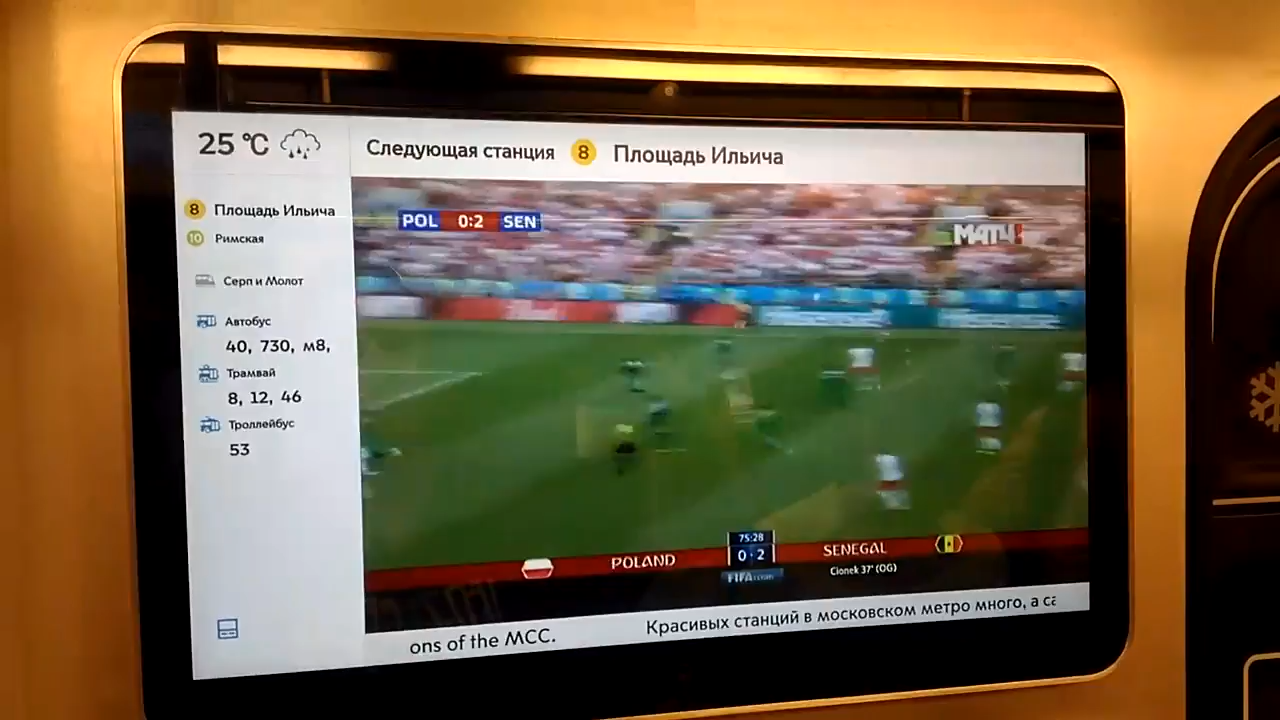 25 °C
Следующая станция 8 Площадь Ильича
8 Площадь Ильича
10 Римская
Серп и Молот
Автобус
40, 730, м8,
Трамвай
8, 12, 46
Троллейбус
53
POL 0:2 SEN
МАТЧ!
75:28
POLAND 0-2 SENEGAL
Cionek 37' (OG)
FIFA
ons of the MCC. Красивых станций в московском метро много, а са